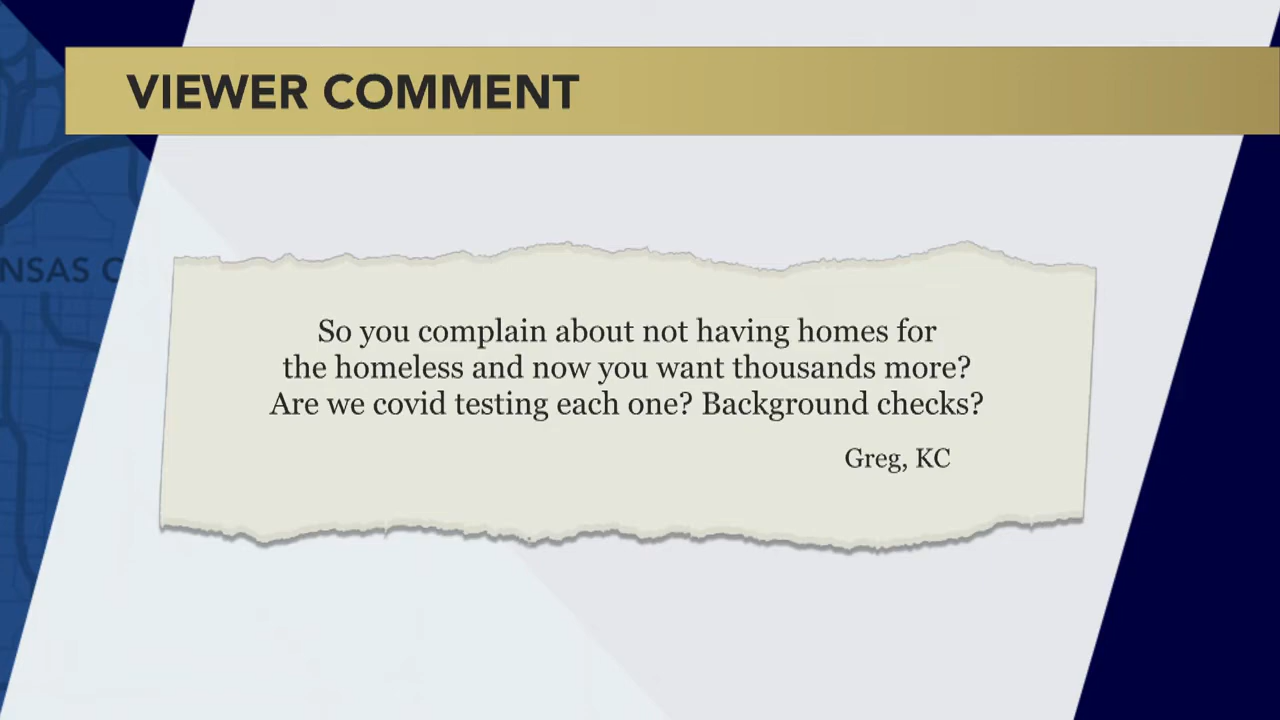 VIEWER COMMENT
NSAS C
So you complain about not having homes for
the homeless and now you want thousands more?
Are we covid testing each one? Background checks?
Greg, KC